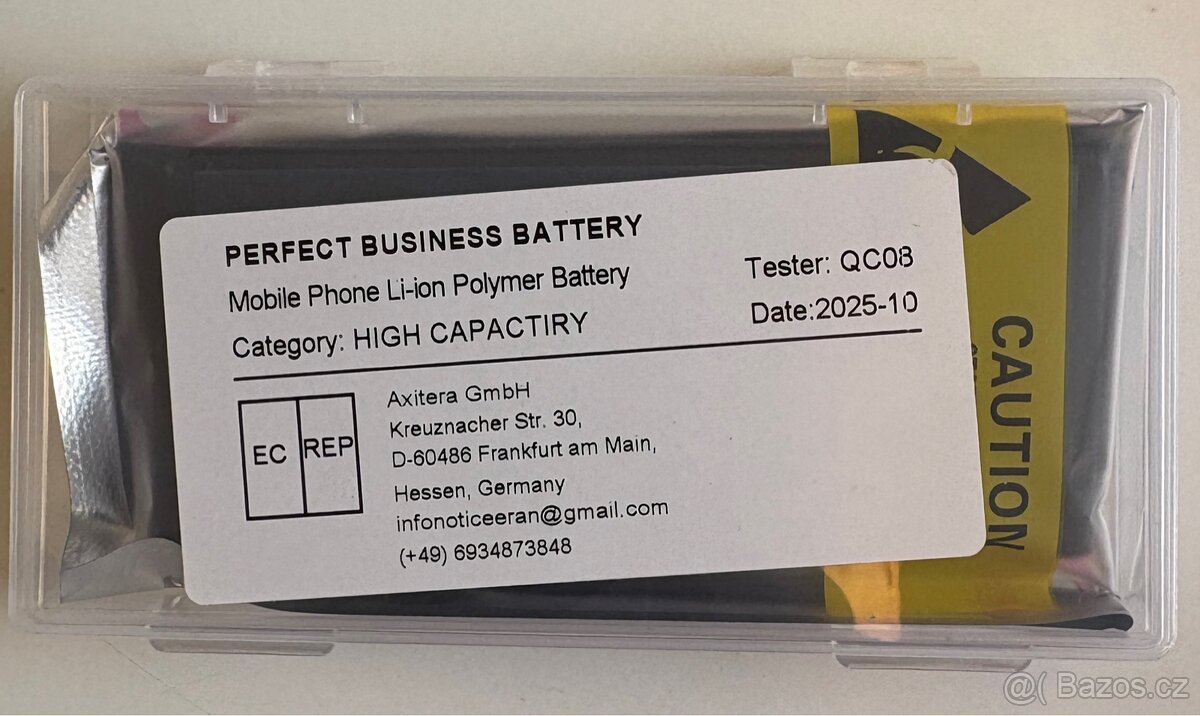 PERFECT BUSINESS BATTERY
Mobile Phone Li-ion Polymer Battery
Category: HIGH CAPACTIRY
Tester: QC08
Date:2025-10
EC REP
Axitera GmbH
Kreuznacher Str. 30,
D-60486 Frankfurt am Main,
Hessen, Germany
infonoticeeran@gmail.com
(+49) 6934873848
CAUTION
@( Bazos.cz